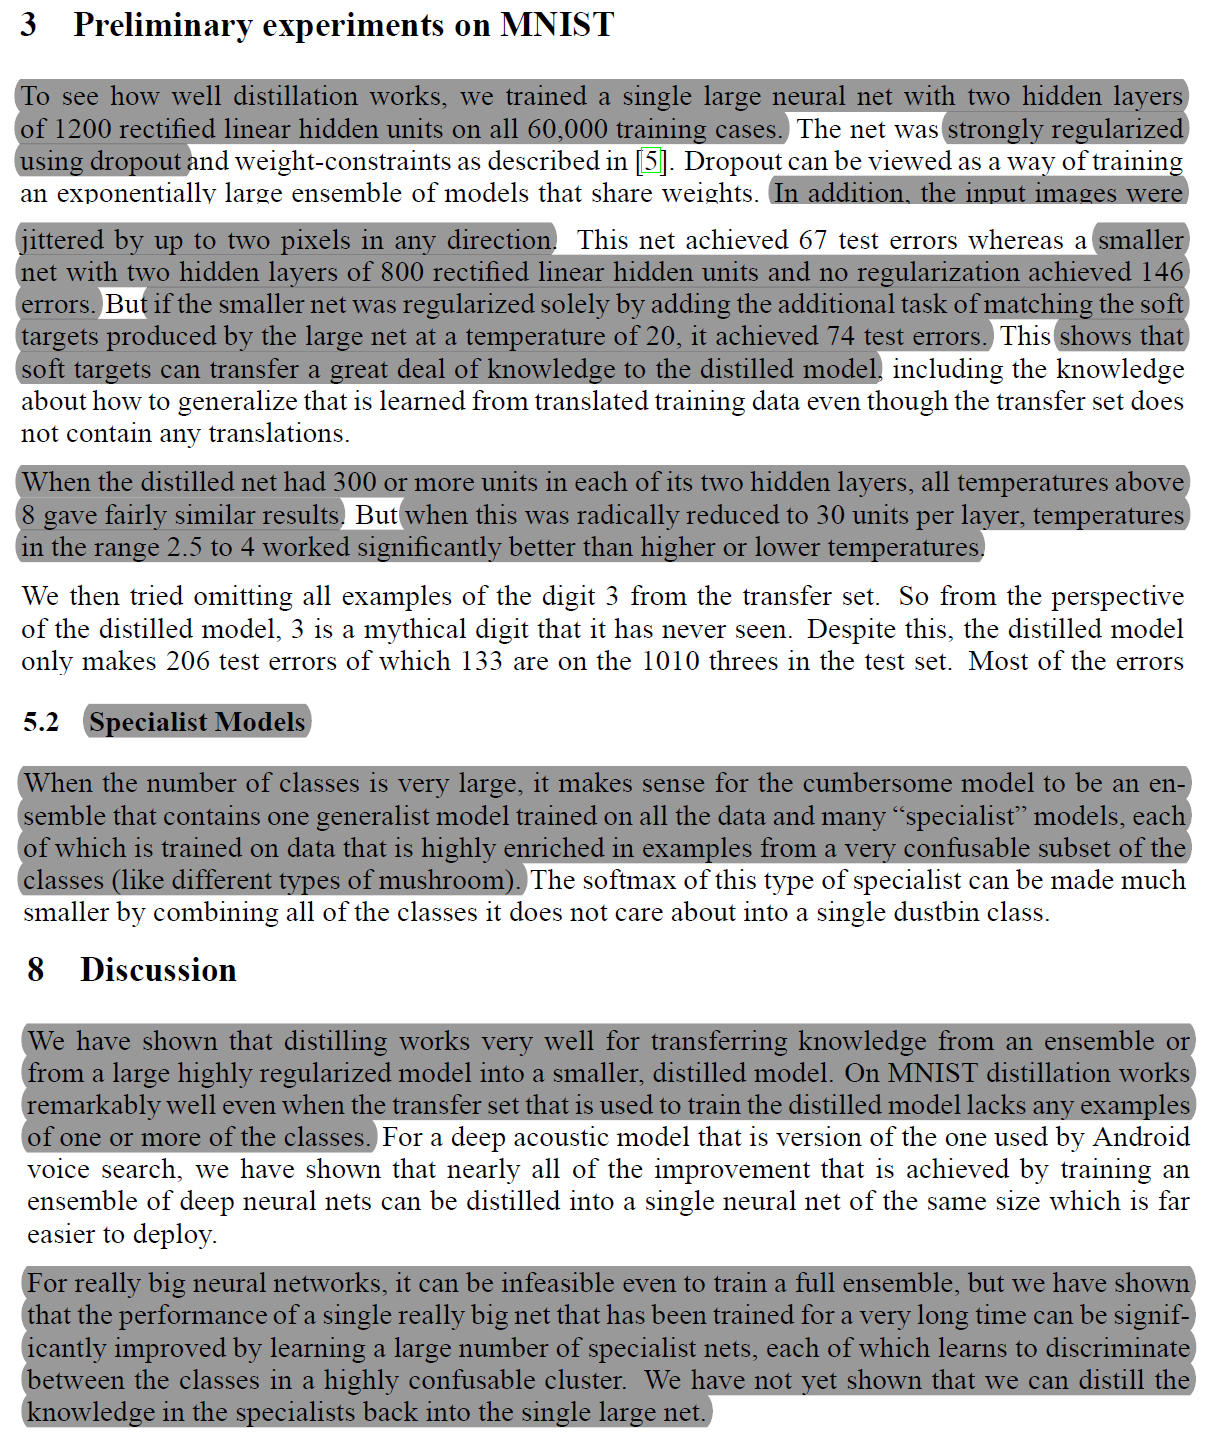 3 Preliminary experiments on MNIST
To see how well distillation works, we trained a single large neural net with two hidden layers
of 1200 rectified linear hidden units on all 60,000 training cases. The net was strongly regularized
using dropout and weight-constraints as described in [5]. Dropout can be viewed as a way of training
an exponentially large ensemble of models that share weights. In addition, the input images were
jittered by up to two pixels in any direction. This net achieved 67 test errors whereas a smaller
net with two hidden layers of 800 rectified linear hidden units and no regularization achieved 146
errors. But if the smaller net was regularized solely by adding the additional task of matching the soft
targets produced by the large net at a temperature of 20, it achieved 74 test errors. This shows that
soft targets can transfer a great deal of knowledge to the distilled model, including the knowledge
about how to generalize that is learned from translated training data even though the transfer set does
not contain any translations.
When the distilled net had 300 or more units in each of its two hidden layers, all temperatures above
8 gave fairly similar results. But when this was radically reduced to 30 units per layer, temperatures
in the range 2.5 to 4 worked significantly better than higher or lower temperatures.
We then tried omitting all examples of the digit 3 from the transfer set. So from the perspective
of the distilled model, 3 is a mythical digit that it has never seen. Despite this, the distilled model
only makes 206 test errors of which 133 are on the 1010 threes in the test set. Most of the errors
5.2 Specialist Models
When the number of classes is very large, it makes sense for the cumbersome model to be an en-
semble that contains one generalist model trained on all the data and many “specialist” models, each
of which is trained on data that is highly enriched in examples from a very confusable subset of the
classes (like different types of mushroom). The softmax of this type of specialist can be made much
smaller by combining all of the classes it does not care about into a single dustbin class.
8 Discussion
We have shown that distilling works very well for transferring knowledge from an ensemble or
from a large highly regularized model into a smaller, distilled model. On MNIST distillation works
remarkably well even when the transfer set that is used to train the distilled model lacks any examples
of one or more of the classes. For a deep acoustic model that is version of the one used by Android
voice search, we have shown that nearly all of the improvement that is achieved by training an
ensemble of deep neural nets can be distilled into a single neural net of the same size which is far
easier to deploy.
For really big neural networks, it can be infeasible even to train a full ensemble, but we have shown
that the performance of a single really big net that has been trained for a very long time can be signif-
icantly improved by learning a large number of specialist nets, each of which learns to discriminate
between the classes in a highly confusable cluster. We have not yet shown that we can distill the
knowledge in the specialists back into the single large net.